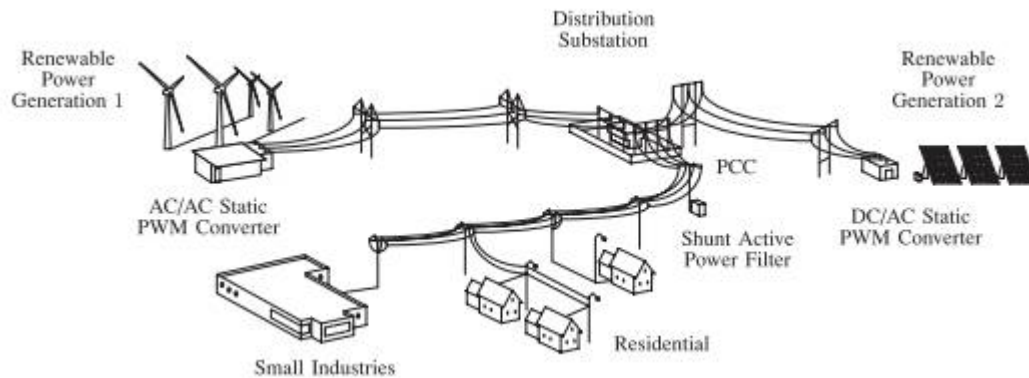 Distribution
Substation
Renewable
Power
Generation 1
Renewable
Power
Generation 2
PCC
AC/AC Static
PWM Converter
DC/AC Static
PWM Converter
Shunt Active
Power Filter
Residential
Small Industries